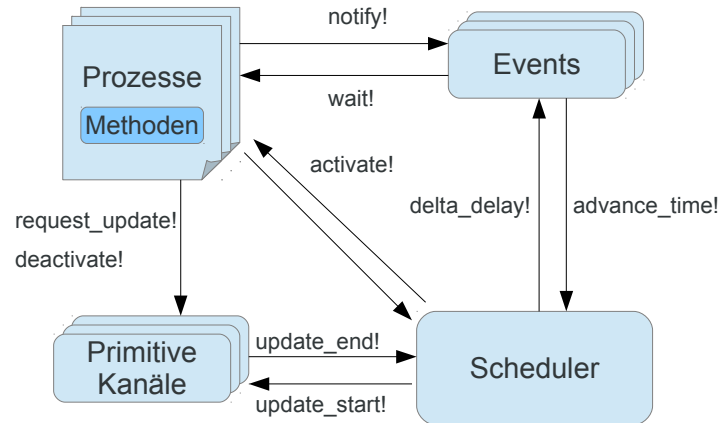 notify!
Prozesse
Events
wait!
Methoden
activate!
delta_delay!
advance_time!
request_update!
deactivate!
Primitive
Kanäle
update_end!
Scheduler
update_start!